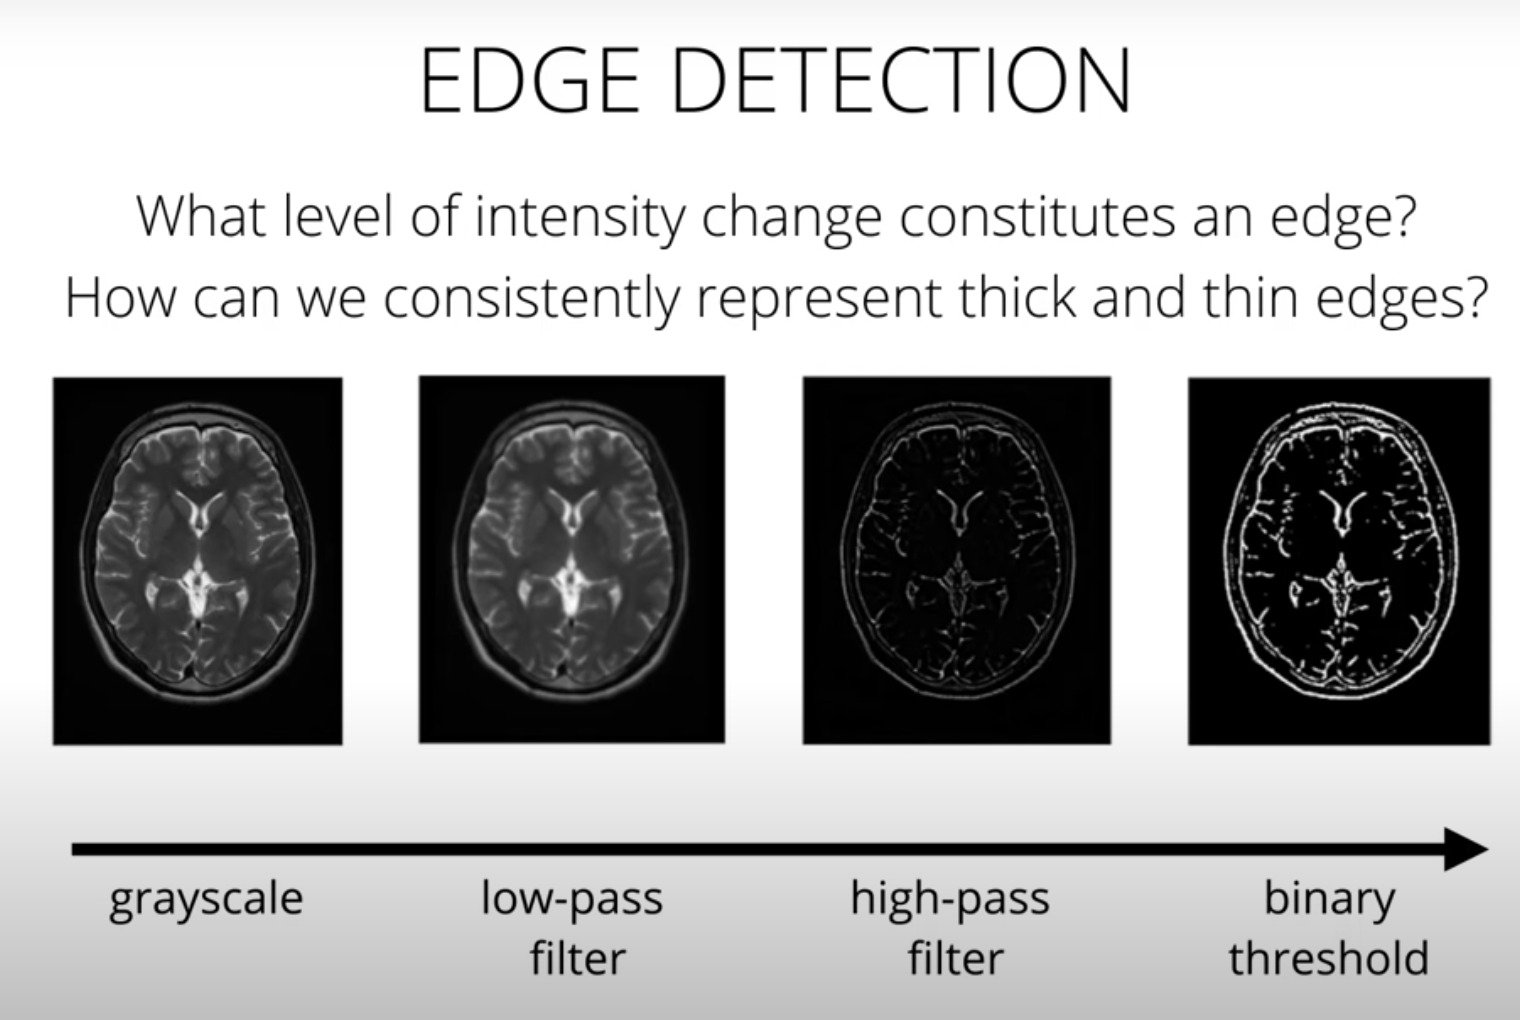 EDGE DETECTION
What level of intensity change constitutes an edge?
How can we consistently represent thick and thin edges?
grayscale
low-pass
filter
high-pass
filter
binary
threshold